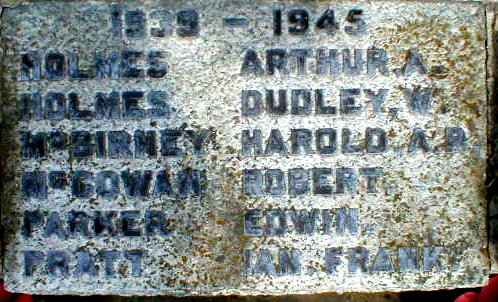 1939 - 1945
HOLMES ARTHUR A.
HOLMES DUDLEY. W.
McBIRNEY HAROLD. A.R.
McGOWAN ROBERT.
PARKER EDWIN.
PRATT IAN FRANK